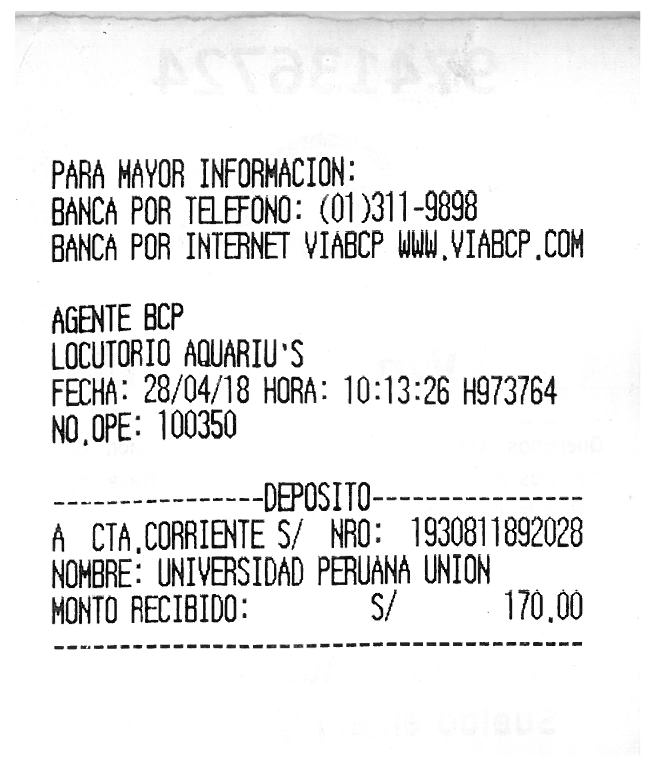 PARA MAYOR INFORMACION:
BANCA POR TELEFONO: (01)311-9898
BANCA POR INTERNET VIABCP WWW.VIABCP.COM
AGENTE BCP
LOCUTORIO AQUARIU'S
FECHA: 28/04/18 HORA: 10:13:26 H973764
NO.OPE: 100350
----------------DEPOSITO----------------
A CTA.CORRIENTE S/ NRO: 1930811892028
NOMBRE: UNIVERSIDAD PERUANA UNION
MONTO RECIBIDO: S/ 170.00
----------------------------------------